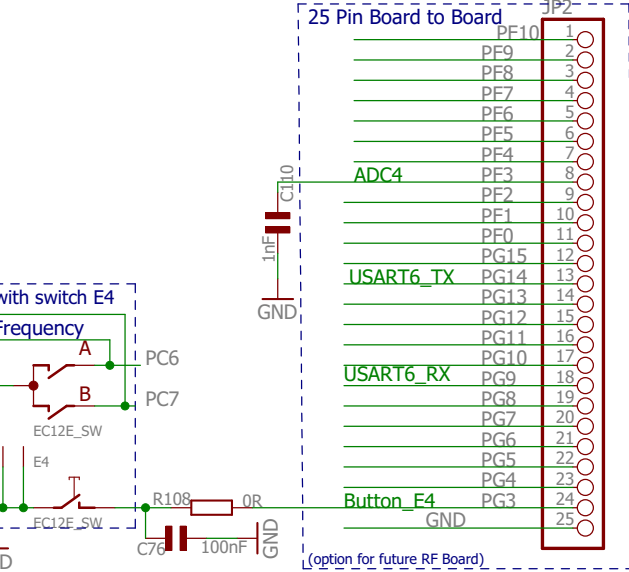 JP2
25 Pin Board to Board
PF10 1
PF9 2
PF8 3
PF7 4
PF6 5
PF5 6
PF4 7
ADC4 PF3 8
C110
1nF
GND
PF2 9
PF1 10
PF0 11
PG15 12
USART6_TX PG14 13
PG13 14
PG12 15
PG11 16
PG10 17
USART6_RX PG9 18
PG8 19
PG7 20
PG6 21
PG5 22
PG4 23
Button_E4 PG3 24
GND 25
(option for future RF Board)
with switch E4
Frequency
A PC6
B PC7
EC12E_SW
E4
EC12E_SW
R108 0R
C76 100nF GND
D